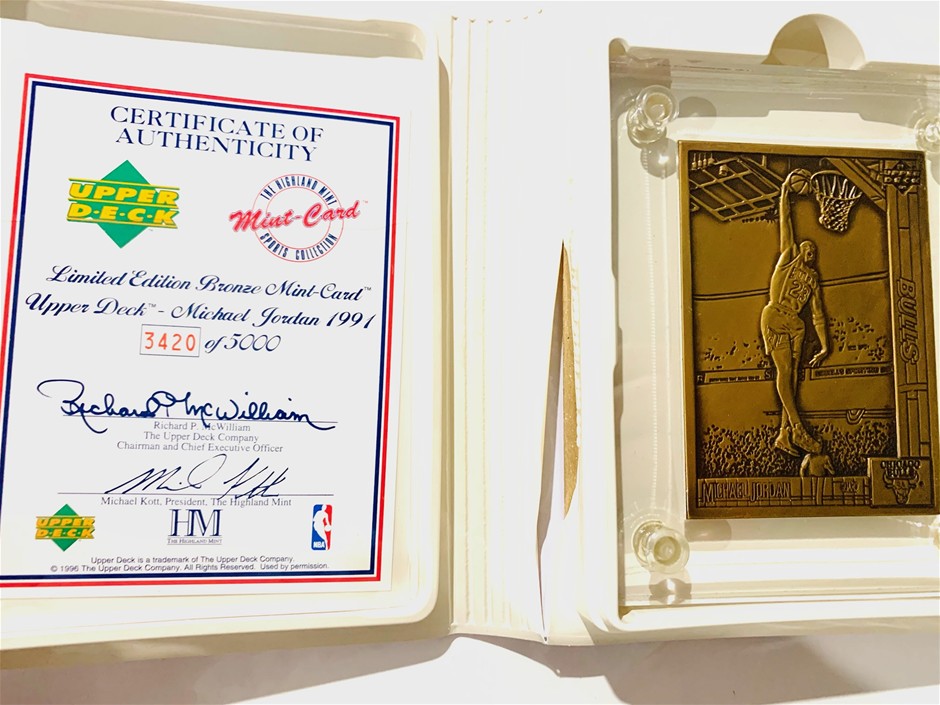 CERTIFICATE OF
AUTHENTICITY
UPPER
D·E·C·K
THE HIGHLAND MINT
Mint-Card™
SPORTS COLLECTION
Limited Edition Bronze Mint-Card™
Upper Deck™ - Michael Jordan 1991
3420 of 5000
Richard P. McWilliam
Richard P. McWilliam
The Upper Deck Company
Chairman and Chief Executive Officer
Michael Kott, President, The Highland Mint
UPPER
D·E·C·K
HM
THE HIGHLAND MINT
NBA
Upper Deck is a trademark of The Upper Deck Company.
© 1996 The Upper Deck Company. All Rights Reserved. Used by permission.
BULLS
23
MICHAEL JORDAN